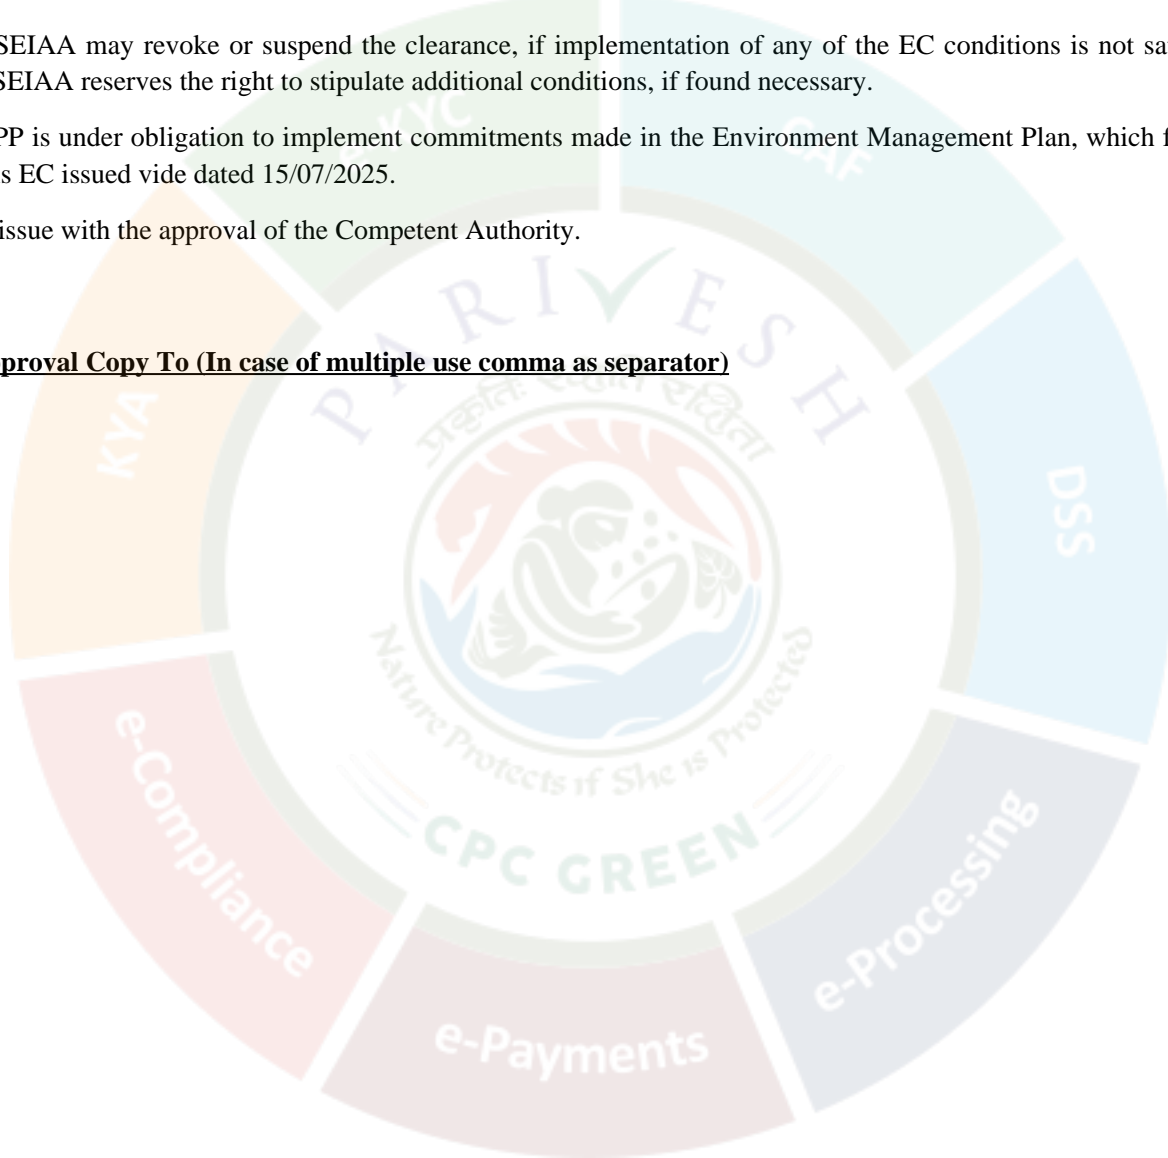 SEIAA may revoke or suspend the clearance, if implementation of any of the EC conditions is not
SEIAA reserves the right to stipulate additional conditions, if found necessary.
PP is under obligation to implement commitments made in the Environment Management Plan, which
EC issued vide dated 15/07/2025.
issue with the approval of the Competent Authority.
Copy To (In case of multiple use comma as separator)
e-KYC
CAF
PARIVESH
KYA
प्रकृतिः रक्षति रक्षिता
DSS
Nature Protects if She is Protected
e-Compliance
CPC GREEN
e-Processing
e-Payments